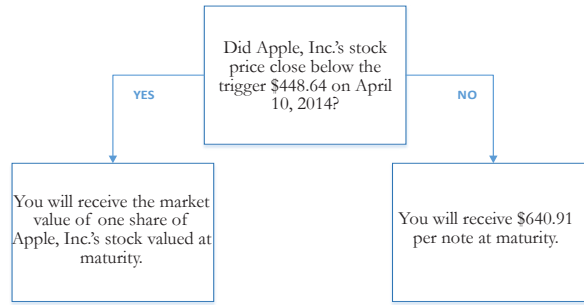 Did Apple, Inc.'s stock
price close below the
trigger $448.64 on April
10, 2014?
YES
NO
You will receive the market
value of one share of
Apple, Inc.'s stock valued at
maturity.
You will receive $640.91
per note at maturity.